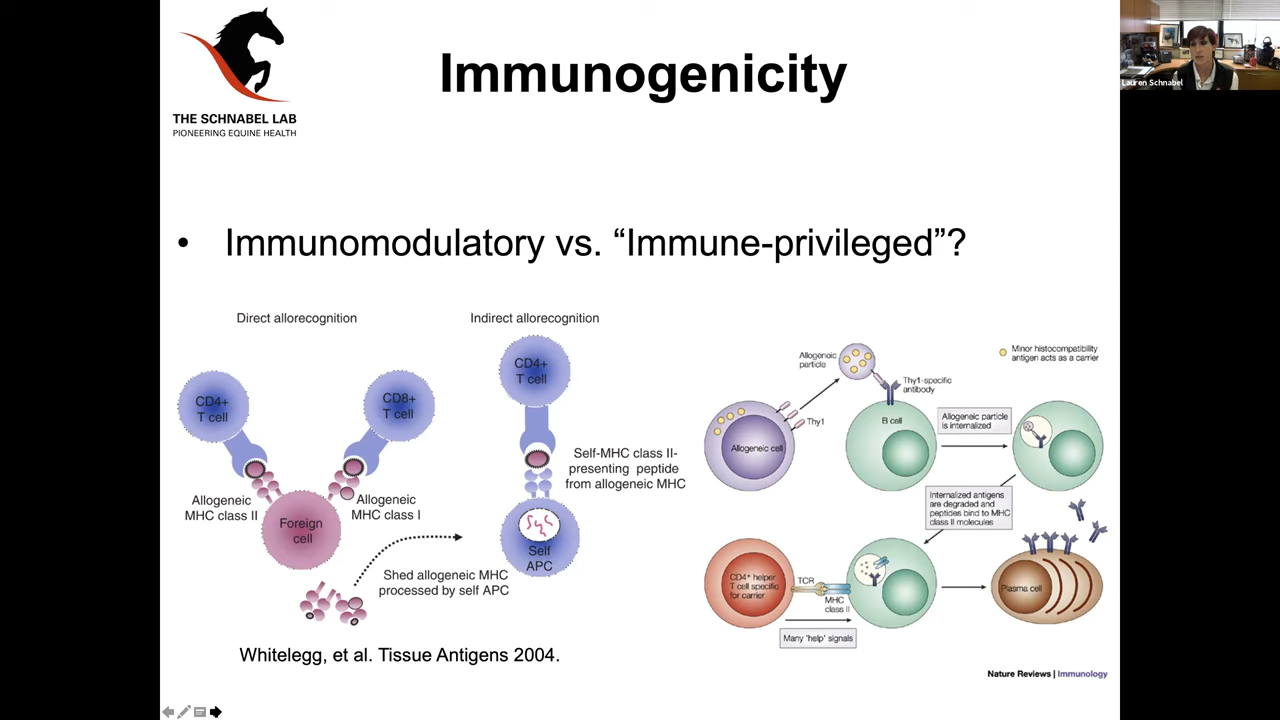 THE SCHNABEL LAB
PIONEERING EQUINE HEALTH
Immunogenicity
Lauren Schnabel
• Immunomodulatory vs. “Immune-privileged”?
Direct allorecognition
Indirect allorecognition
CD4+
T cell
CD8+
T cell
CD4+
T cell
Allogeneic
MHC class II
Allogeneic
MHC class I
Foreign
cell
Self-MHC class II-
presenting peptide
from allogeneic MHC
Self
APC
Shed allogeneic MHC
processed by self APC
Whitelegg, et al. Tissue Antigens 2004.
Allogeneic
particle
Minor histocompatibility
antigen acts as a carrier
Thy1-specific
antibody
Thy1
Allogeneic cell
B cell
Allogeneic particle
is internalized
Internalized antigens
are degraded and
peptides bind to MHC
class II molecules
CD4+ helper
T cell specific
for carrier
TCR
MHC
class II
Many 'help' signals
Plasma cell
Nature Reviews | Immunology